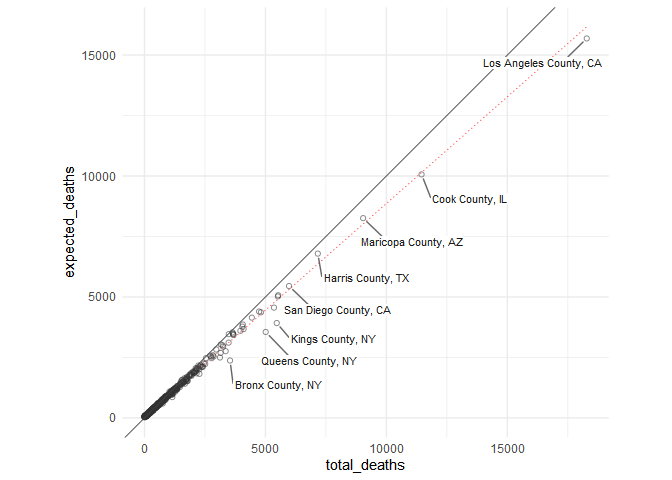 15000
Los Angeles County, CA
10000
Cook County, IL
Maricopa County, AZ
Harris County, TX
5000
San Diego County, CA
Kings County, NY
Queens County, NY
Bronx County, NY
0
expected_deaths
0
5000
10000
15000
total_deaths